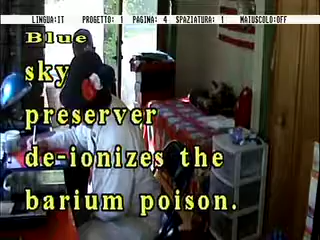 LINGUA:IT PROGETTO: 1 PAGINA: 4 SPAZIATURA: 1 MAIUSCOLO:OFF
Blue
sky
preserver
de-ionizes the
barium poison.